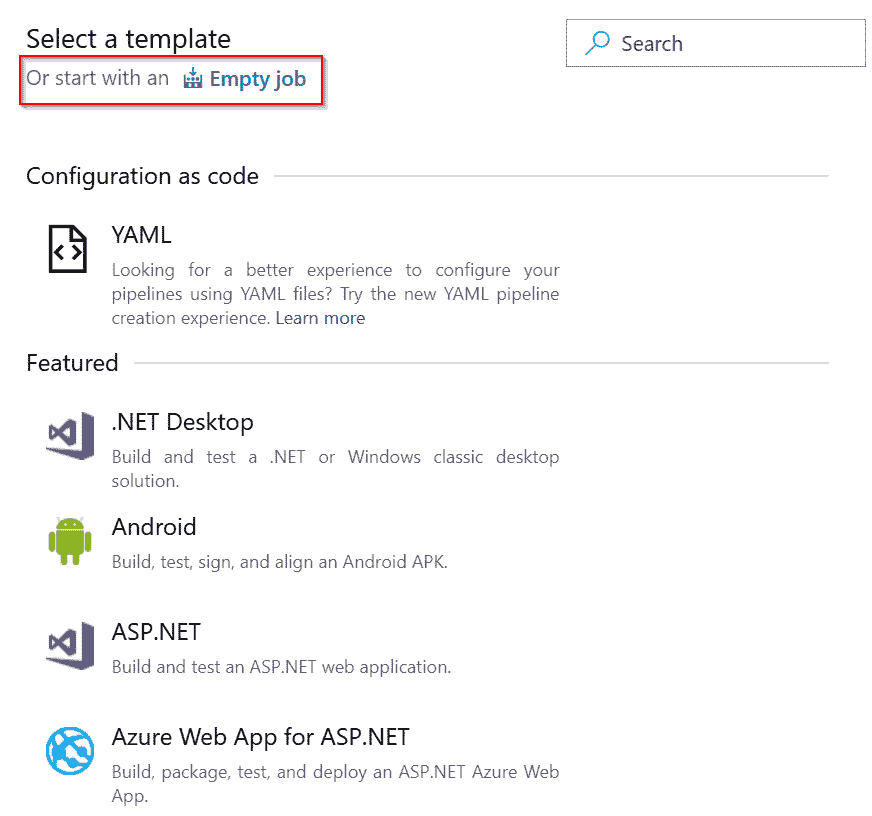 Select a template
Search
Or start with an Empty job
Configuration as code
YAML
Looking for a better experience to configure your
pipelines using YAML files? Try the new YAML pipeline
creation experience. Learn more
Featured
.NET Desktop
Build and test a .NET or Windows classic desktop
solution.
Android
Build, test, sign, and align an Android APK.
ASP.NET
Build and test an ASP.NET web application.
Azure Web App for ASP.NET
Build, package, test, and deploy an ASP.NET Azure Web
App.